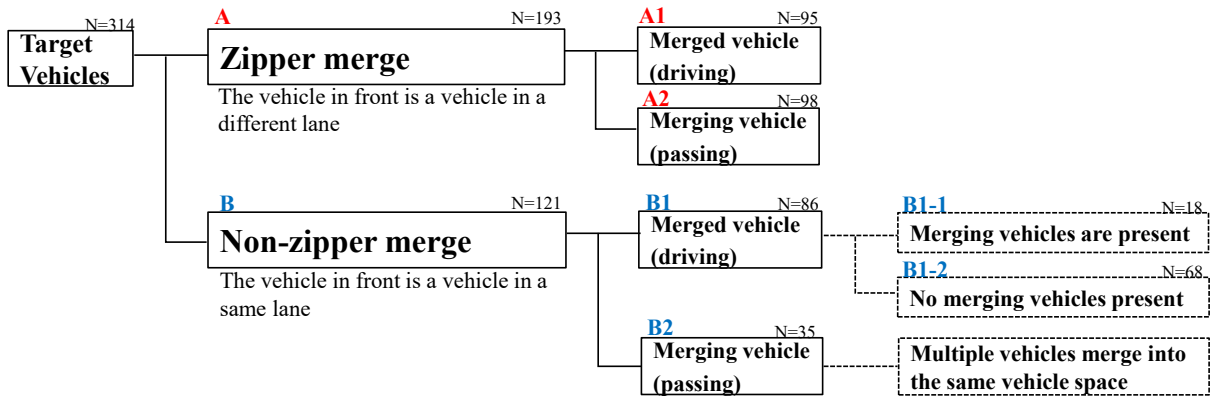 N=314
Target
Vehicles
A
N=193
Zipper merge
The vehicle in front is a vehicle in a
different lane
A1
N=95
Merged vehicle
(driving)
A2
N=98
Merging vehicle
(passing)
B
N=121
Non-zipper merge
The vehicle in front is a vehicle in a
same lane
B1
N=86
Merged vehicle
(driving)
B1-1
N=18
Merging vehicles are present
B1-2
N=68
No merging vehicles present
B2
N=35
Merging vehicle
(passing)
Multiple vehicles merge into
the same vehicle space